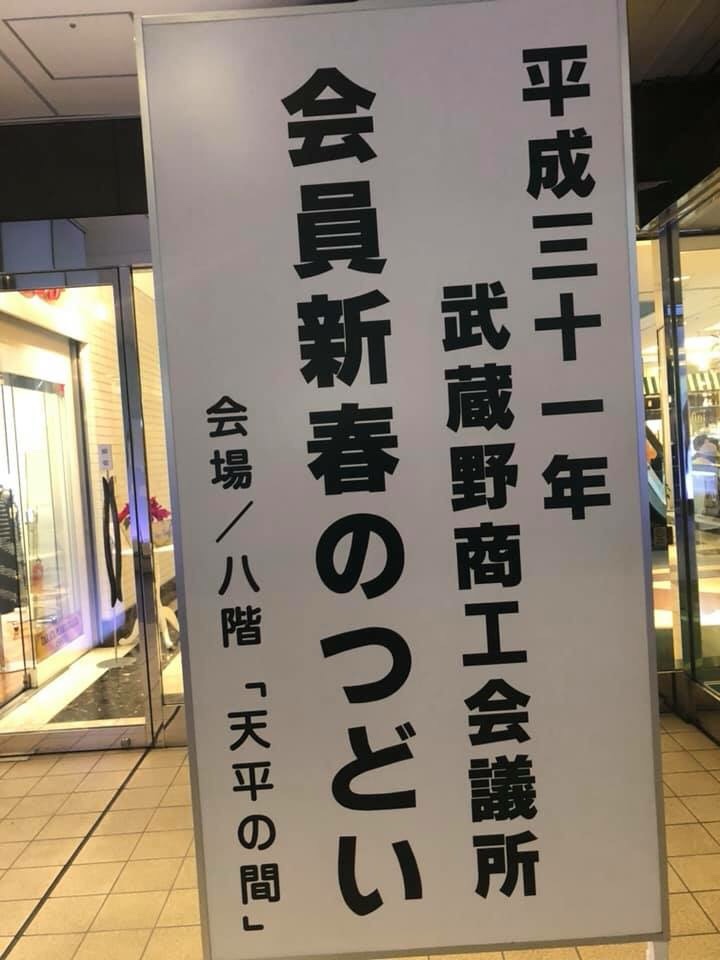 平成三十一年
武蔵野商工会議所
会員新春のつどい
会場／八階「天平の間」